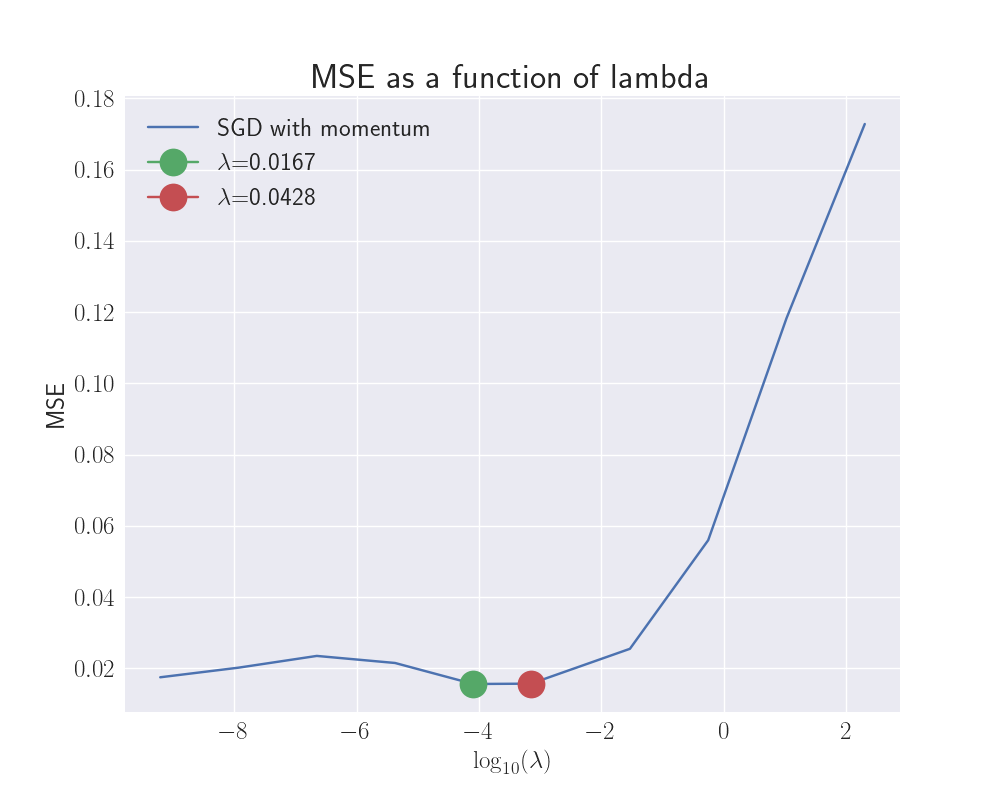 MSE as a function of lambda
SGD with momentum
λ=0.0167
λ=0.0428
MSE
0.18
0.16
0.14
0.12
0.10
0.08
0.06
0.04
0.02
−8
−6
−4
−2
0
2
log₁₀(λ)